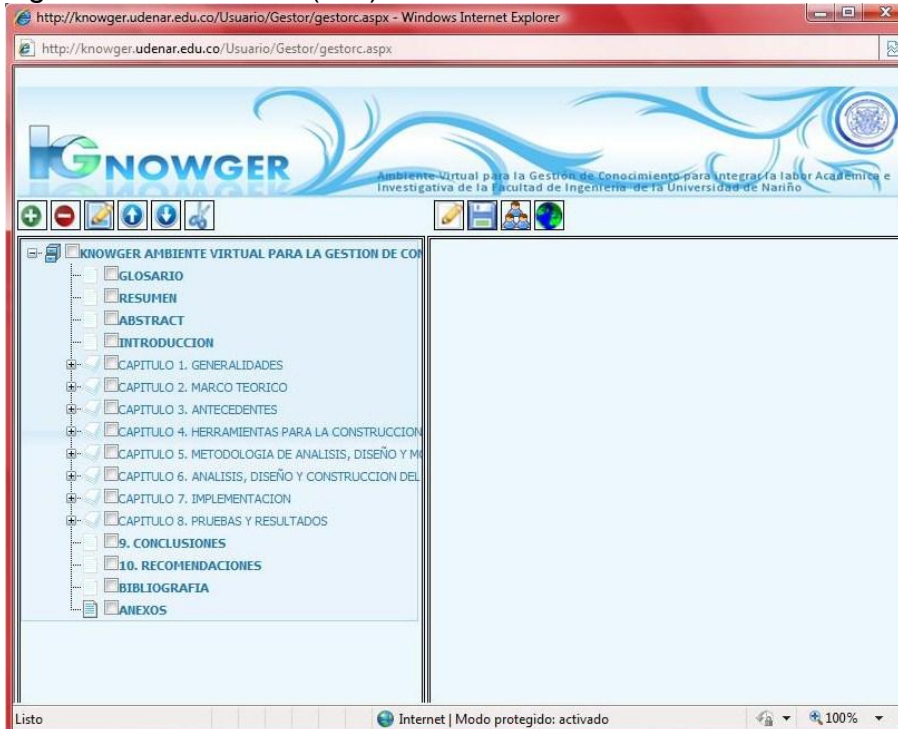 http://knowger.udenar.edu.co/Usuario/Gestor/gestorc.aspx - Windows Internet Explorer
http://knowger.udenar.edu.co/Usuario/Gestor/gestorc.aspx
KGNOWGER
Ambiente Virtual para la Gestión de Conocimiento para integrar la labor Académica e
Investigativa de la Facultad de Ingeniería de la Universidad de Nariño
KNOWGER AMBIENTE VIRTUAL PARA LA GESTION DE CON
GLOSARIO
RESUMEN
ABSTRACT
INTRODUCCION
CAPITULO 1. GENERALIDADES
CAPITULO 2. MARCO TEORICO
CAPITULO 3. ANTECEDENTES
CAPITULO 4. HERRAMIENTAS PARA LA CONSTRUCCION
CAPITULO 5. METODOLOGIA DE ANALISIS, DISEÑO Y MO
CAPITULO 6. ANALISIS, DISEÑO Y CONSTRUCCION DEL
CAPITULO 7. IMPLEMENTACION
CAPITULO 8. PRUEBAS Y RESULTADOS
9. CONCLUSIONES
10. RECOMENDACIONES
BIBLIOGRAFIA
ANEXOS
Listo
Internet | Modo protegido: activado
100%